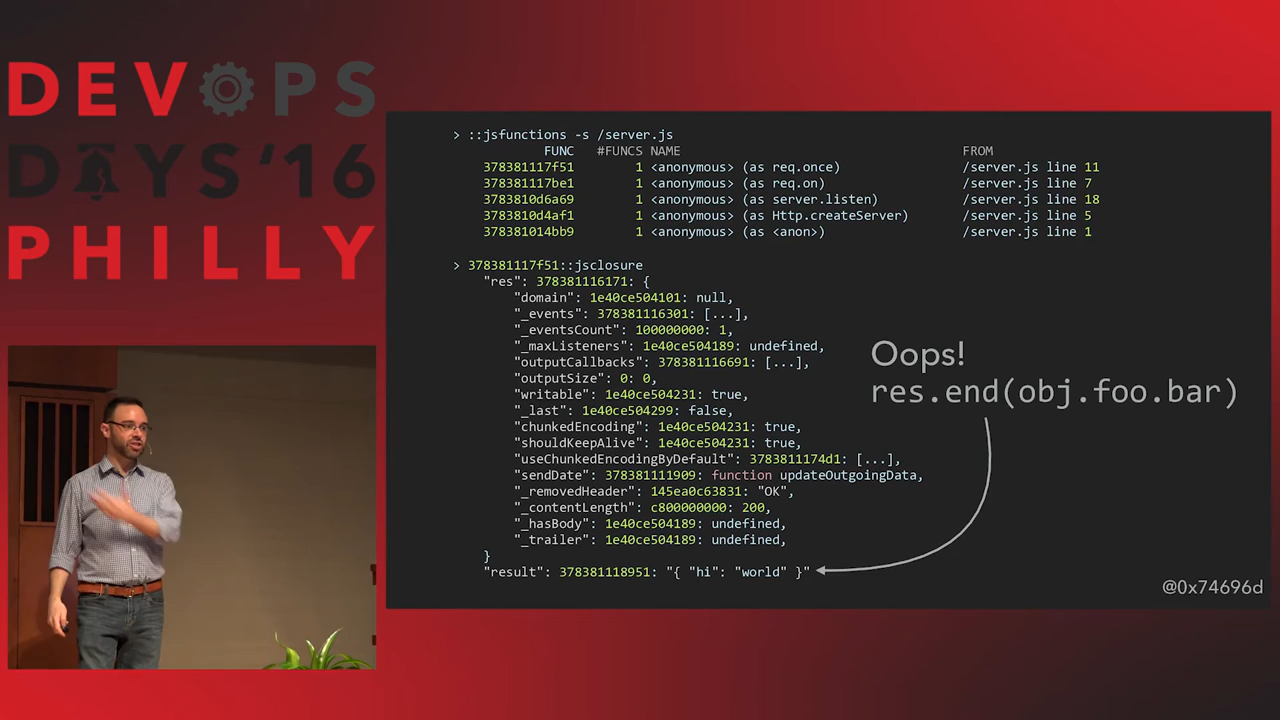 DEVOPS
DAYS '16
PHILLY
> ::jsfunctions -s /server.js
FUNC #FUNCS NAME FROM
378381117f51 1 <anonymous> (as req.once) /server.js line 11
378381117be1 1 <anonymous> (as req.on) /server.js line 7
3783810d6a69 1 <anonymous> (as server.listen) /server.js line 18
3783810d4af1 1 <anonymous> (as Http.createServer) /server.js line 5
378381014bb9 1 <anonymous> (as <anon>) /server.js line 1
> 378381117f51::jsclosure
"res": 378381116171: {
"domain": 1e40ce504101: null,
"_events": 378381116301: [...],
"_eventsCount": 100000000: 1,
"_maxListeners": 1e40ce504189: undefined,
"outputCallbacks": 378381116691: [...],
"outputSize": 0: 0,
"writable": 1e40ce504231: true,
"_last": 1e40ce504299: false,
"chunkedEncoding": 1e40ce504231: true,
"shouldKeepAlive": 1e40ce504231: true,
"useChunkedEncodingByDefault": 3783811174d1: [...],
"sendDate": 378381111909: function updateOutgoingData,
"_removedHeader": 145ea0c63831: "OK",
"_contentLength": c800000000: 200,
"_hasBody": 1e40ce504189: undefined,
"_trailer": 1e40ce504189: undefined,
}
"result": 378381118951: "{ "hi": "world" }"
Oops!
res.end(obj.foo.bar)
@0x74696d